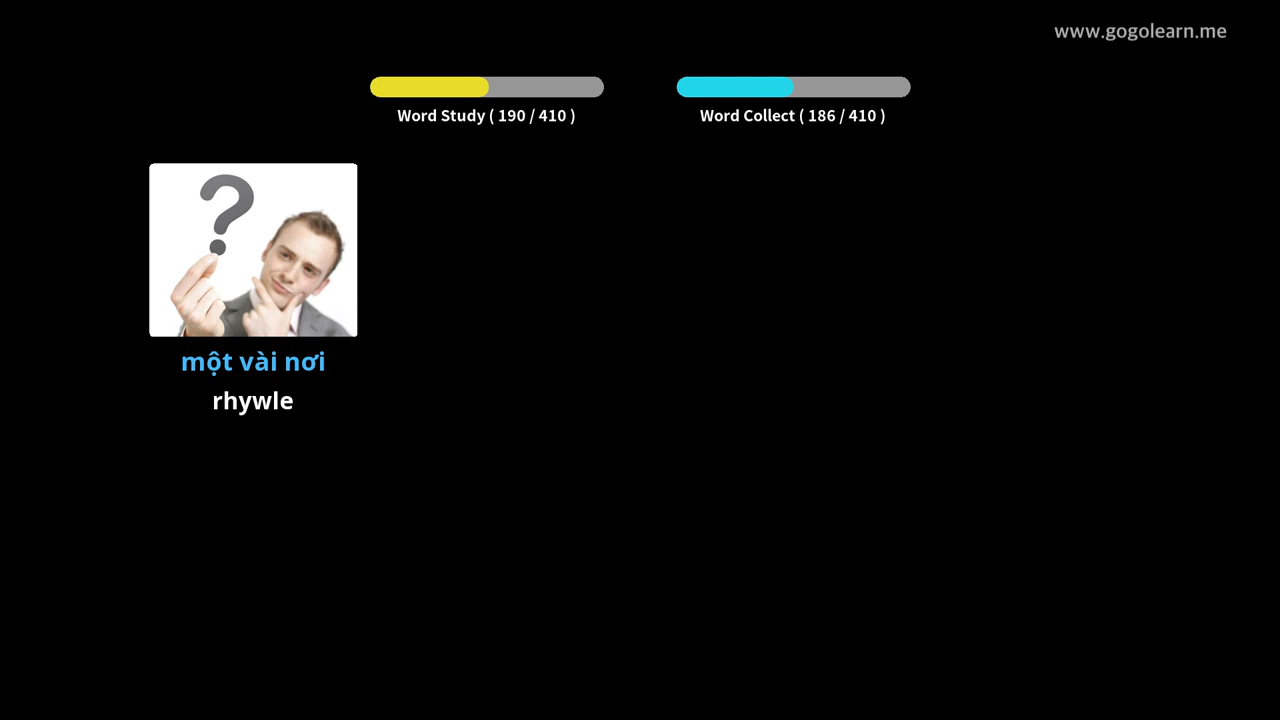 www.gogolearn.me
Word Study ( 190 / 410 )
Word Collect ( 186 / 410 )
?
một vài nơi
rhywle